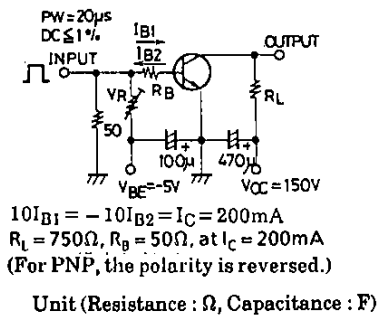 PW=20μs
DC≦1%
INPUT
IB1
IB2
OUTPUT
VR
RB
RL
50
100μ
470μ
VBE=-5V
VCC=150V
10IB1=-10IB2=IC=200mA
RL=750Ω, RB=50Ω, at IC=200mA
(For PNP, the polarity is reversed.)
Unit (Resistance : Ω, Capacitance : F)